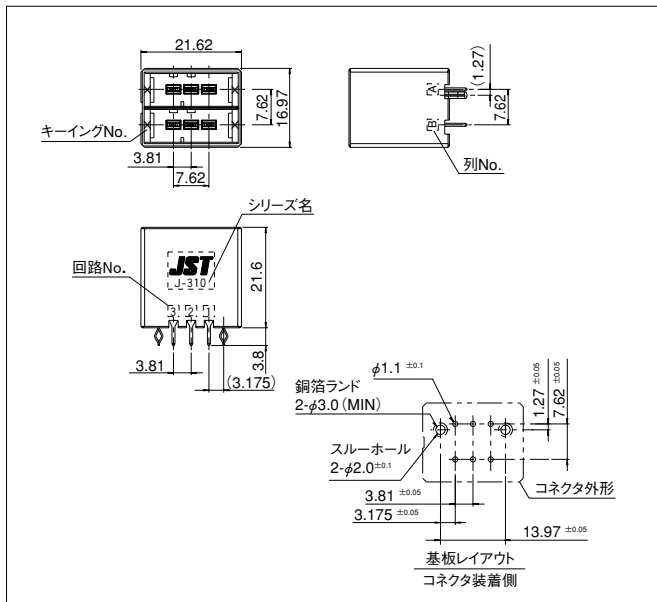 21.62
7.62
16.97
(1.27)
7.62
A
B
キーイングNo.
3.81
7.62
列No.
シリーズ名
JST
J-310
回路No.
3 2 1
21.6
3.8
3.81
(3.175)
銅箔ランド
2-φ3.0(MIN)
φ1.1 ±0.1
1.27 ±0.05
7.62 ±0.05
スルーホール
2-φ2.0±0.1
コネクタ外形
3.81 ±0.05
3.175 ±0.05
13.97 ±0.05
基板レイアウト
コネクタ装着側